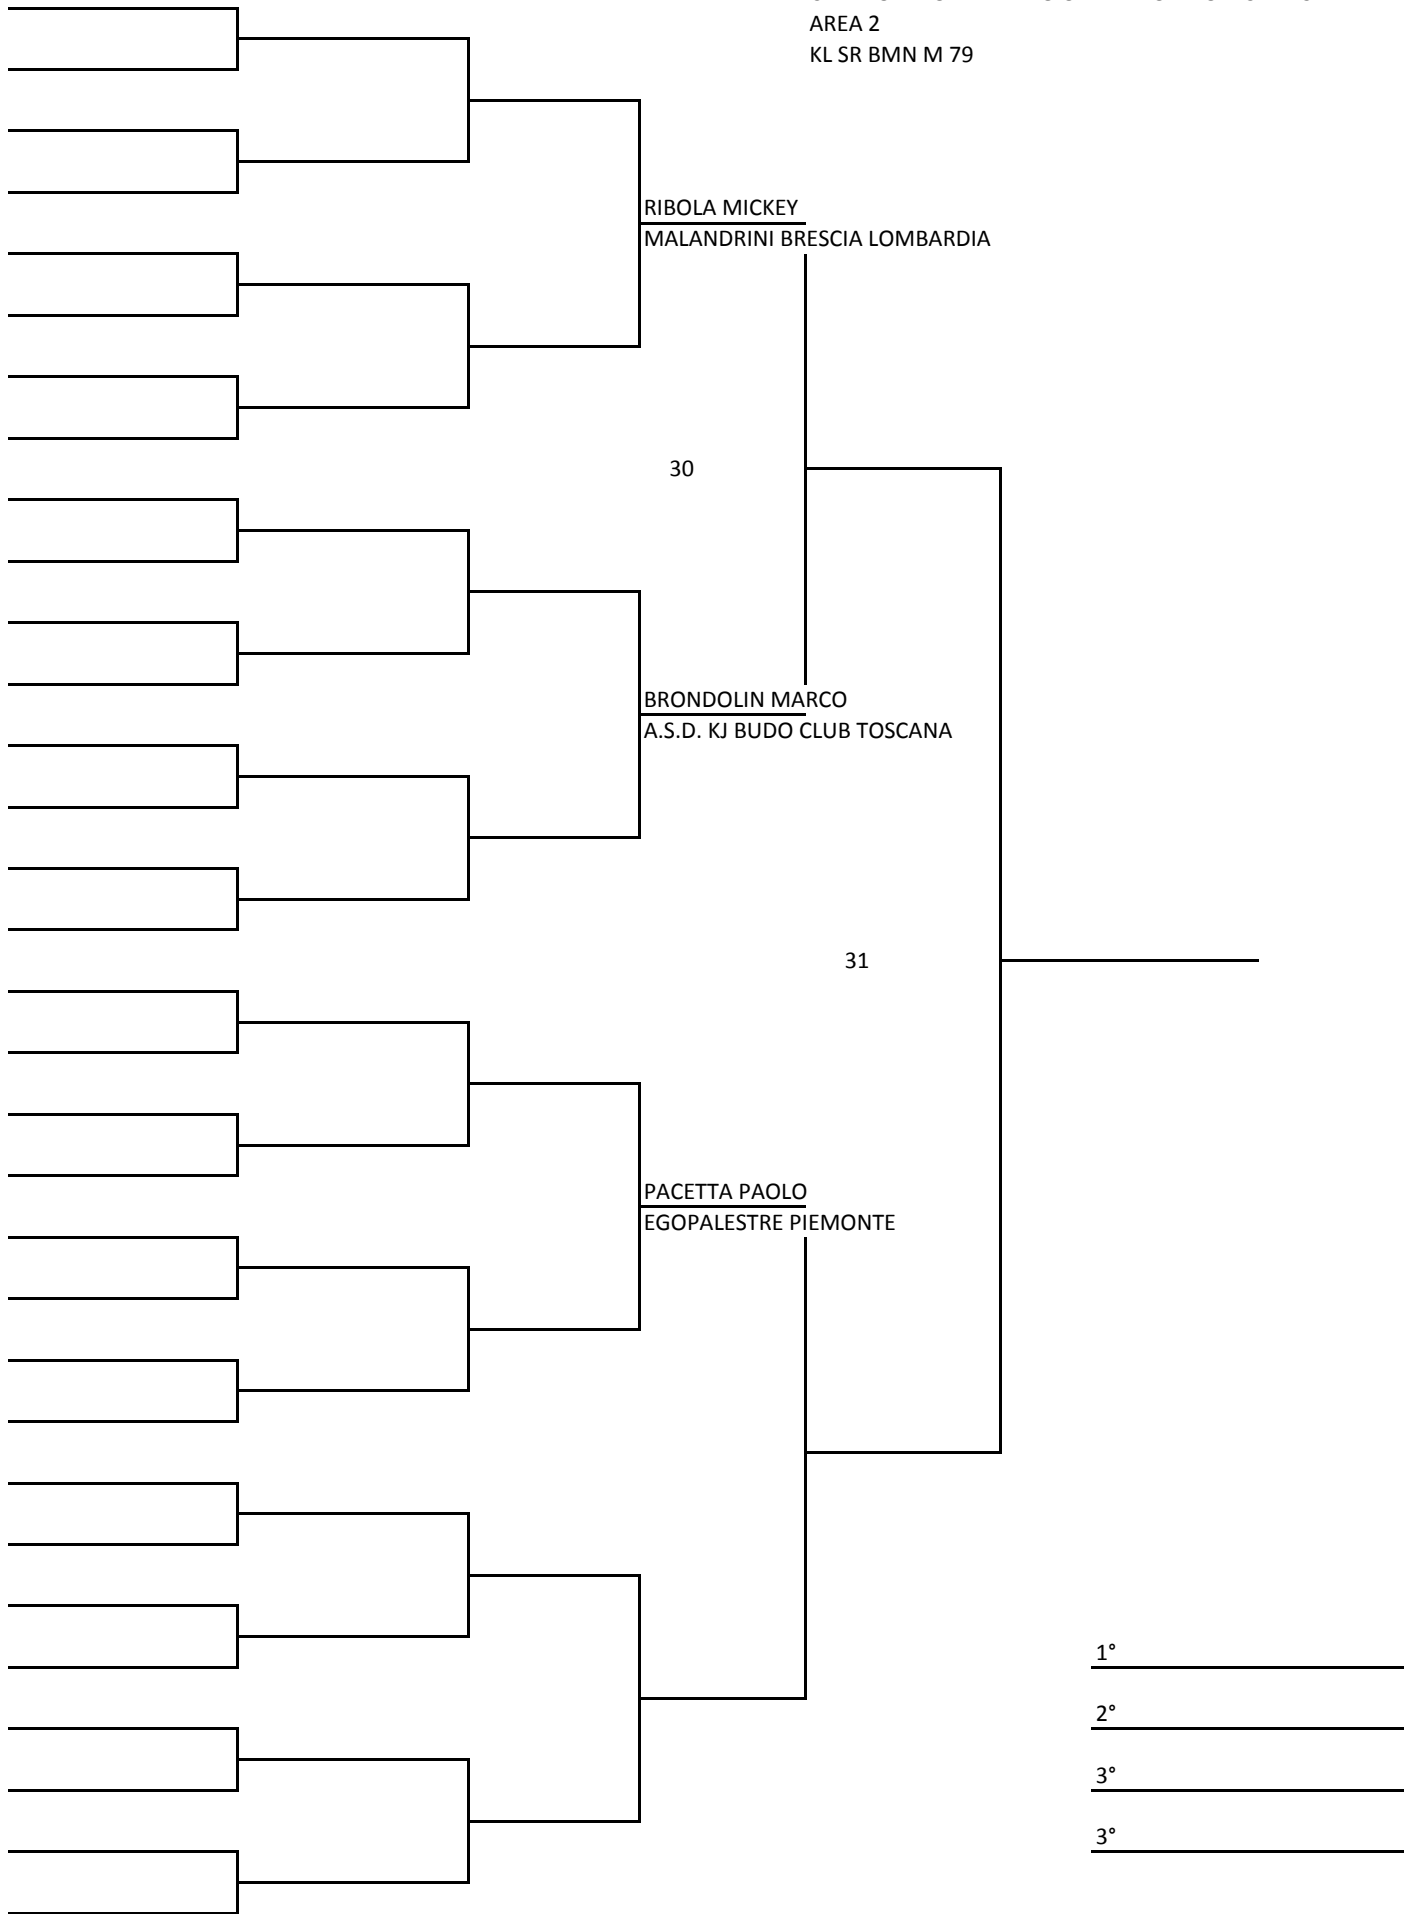 AREA 2
KL SR BMN M 79
RIBOLA MICKEY
MALANDRINI BRESCIA LOMBARDIA
30
BRONDOLIN MARCO
A.S.D. KJ BUDO CLUB TOSCANA
31
PACETTA PAOLO
EGOPALESTRE PIEMONTE
1°
2°
3°
3°